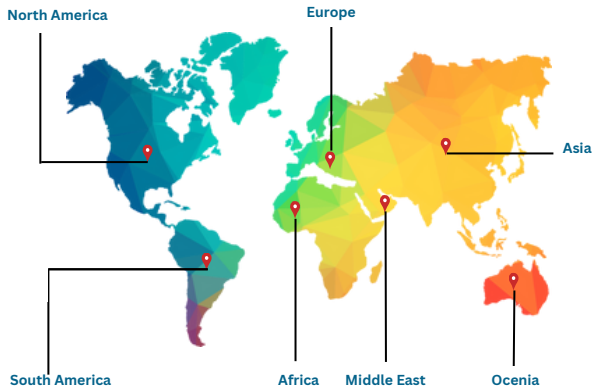 North America
Europe
Asia
South America
Africa
Middle East
Ocenia